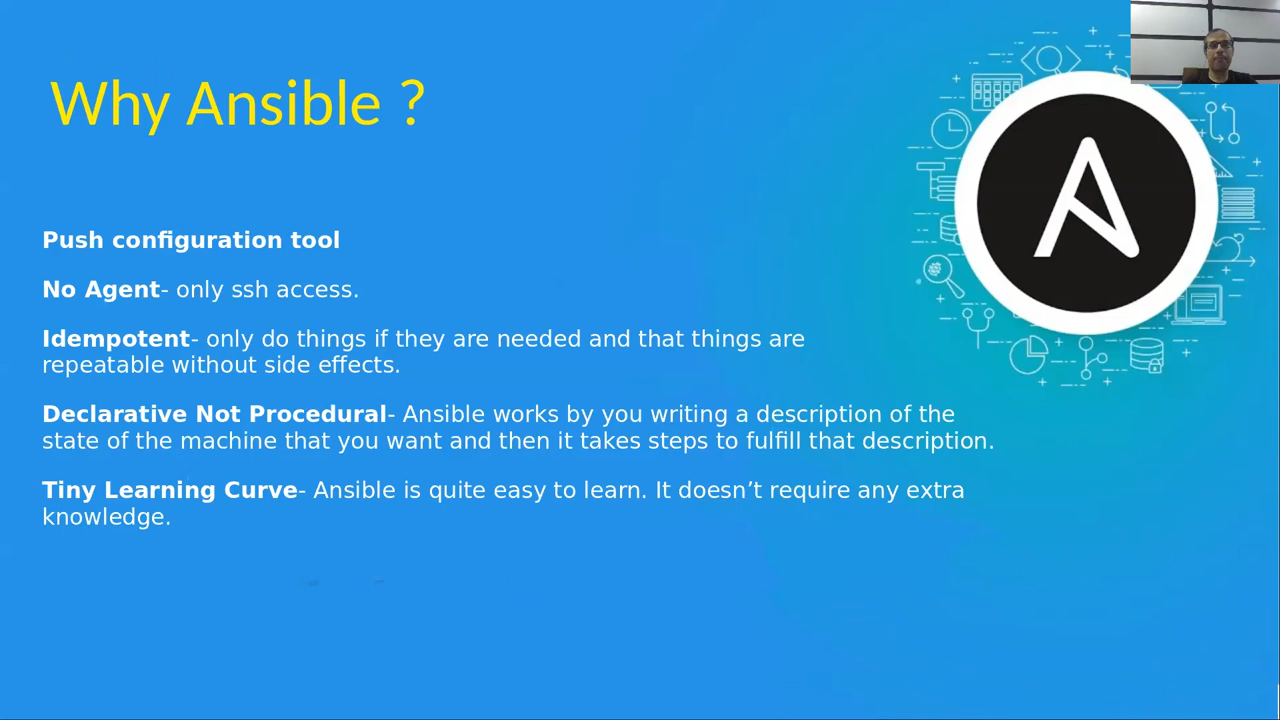 Why Ansible ?
Push configuration tool
No Agent- only ssh access.
Idempotent- only do things if they are needed and that things are
repeatable without side effects.
Declarative Not Procedural- Ansible works by you writing a description of the
state of the machine that you want and then it takes steps to fulfill that description.
Tiny Learning Curve- Ansible is quite easy to learn. It doesn’t require any extra
knowledge.